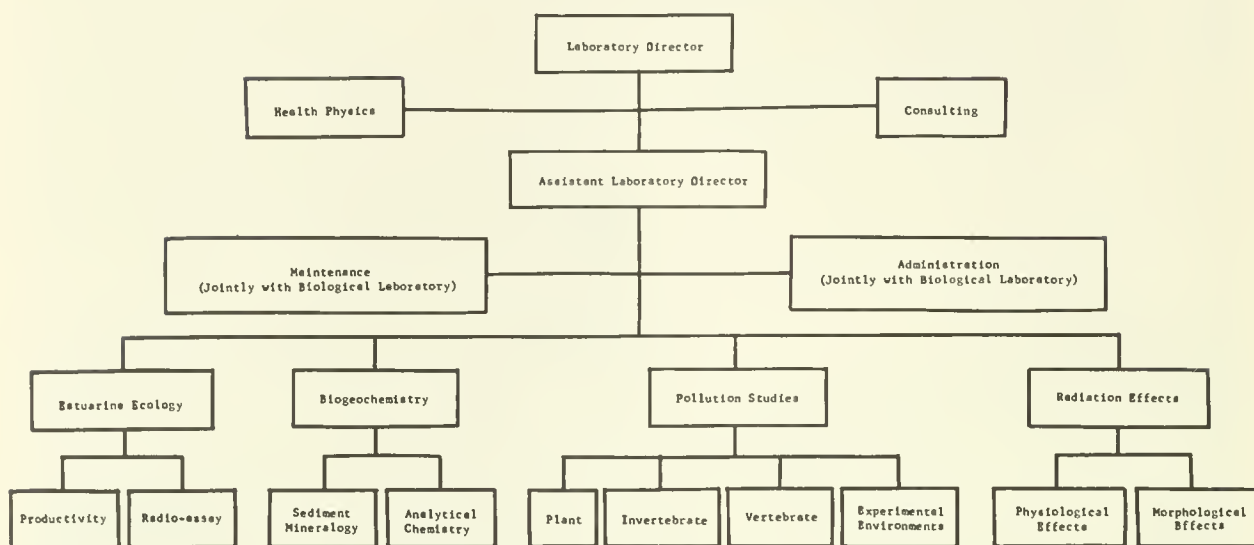 Laboratory Director
Health Physics
Consulting
Assistant Laboratory Director
Maintenance
(Jointly with Biological Laboratory)
Administration
(Jointly with Biological Laboratory)
Estuarine Ecology
Biogeochemistry
Pollution Studies
Radiation Effects
Productivity
Radio-assay
Sediment
Mineralogy
Analytical
Chemistry
Plant
Invertebrate
Vertebrate
Experimental
Environments
Physiological
Effects
Morphological
Effects